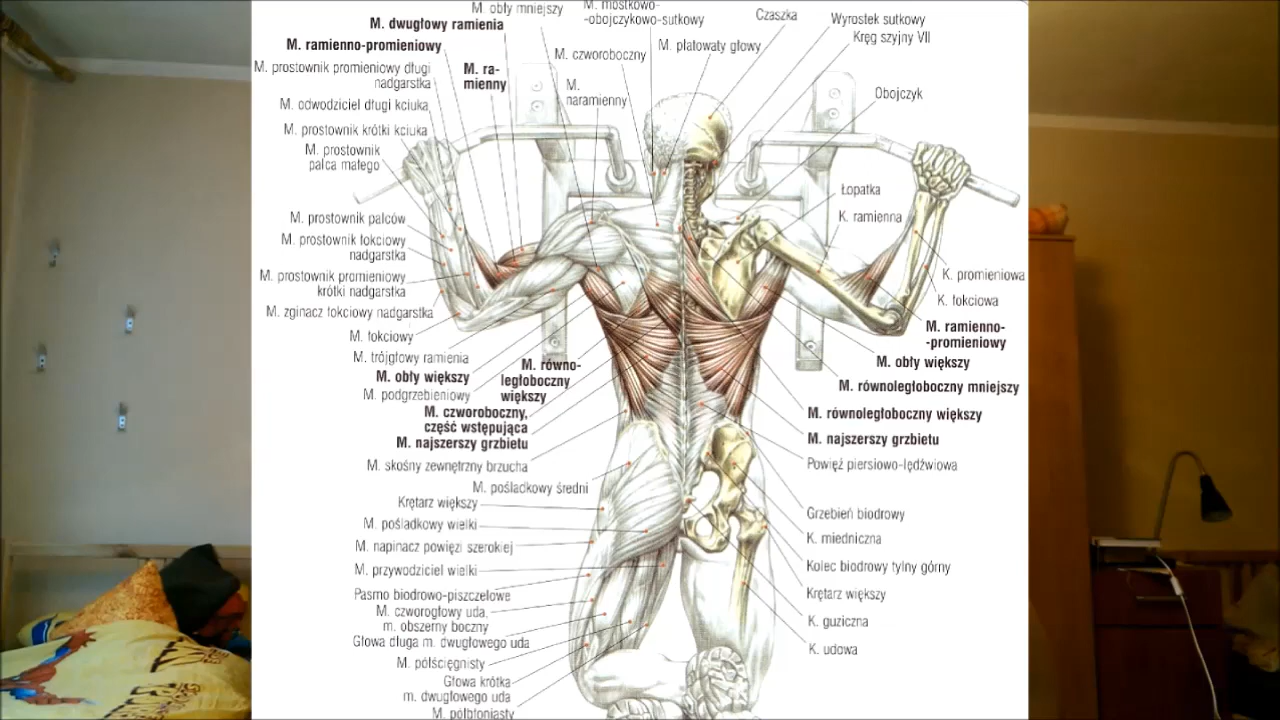 M. obły mniejszy
M. mostkowo-
-obojczykowo-sutkowy
Czaszka
Wyrostek sutkowy
M. dwugłowy ramienia
Kręg szyjny VII
M. ramienno-promieniowy
M. czworoboczny
M. płatowaty głowy
M. prostownik promieniowy długi
nadgarstka
M. ra-
mienny
M.
naramienny
Obojczyk
M. odwodziciel długi kciuka
M. prostownik krótki kciuka
M. prostownik
palca małego
Łopatka
M. prostownik palców
K. ramienna
M. prostownik łokciowy
nadgarstka
M. prostownik promieniowy
krótki nadgarstka
K. promieniowa
K. łokciowa
M. zginacz łokciowy nadgarstka
M. łokciowy
M. ramienno-
-promieniowy
M. trójgłowy ramienia
M. obły większy
M. obły większy
M. równo-
ległoboczny
większy
M. podgrzebieniowy
M. równoległoboczny mniejszy
M. czworoboczny,
część wstępująca
M. równoległoboczny większy
M. najszerszy grzbietu
M. najszerszy grzbietu
M. skośny zewnętrzny brzucha
Powięź piersiowo-lędźwiowa
M. pośladkowy średni
Krętarz większy
Grzebień biodrowy
M. pośladkowy wielki
K. miedniczna
M. napinacz powięzi szerokiej
M. przywodziciel wielki
Kolec biodrowy tylny górny
Pasmo biodrowo-piszczelowe
Krętarz większy
M. czworogłowy uda,
m. obszerny boczny
K. guziczna
Głowa długa m. dwugłowego uda
K. udowa
M. półścięgnisty
Głowa krótka
m. dwugłowego uda
M. półbłoniasty